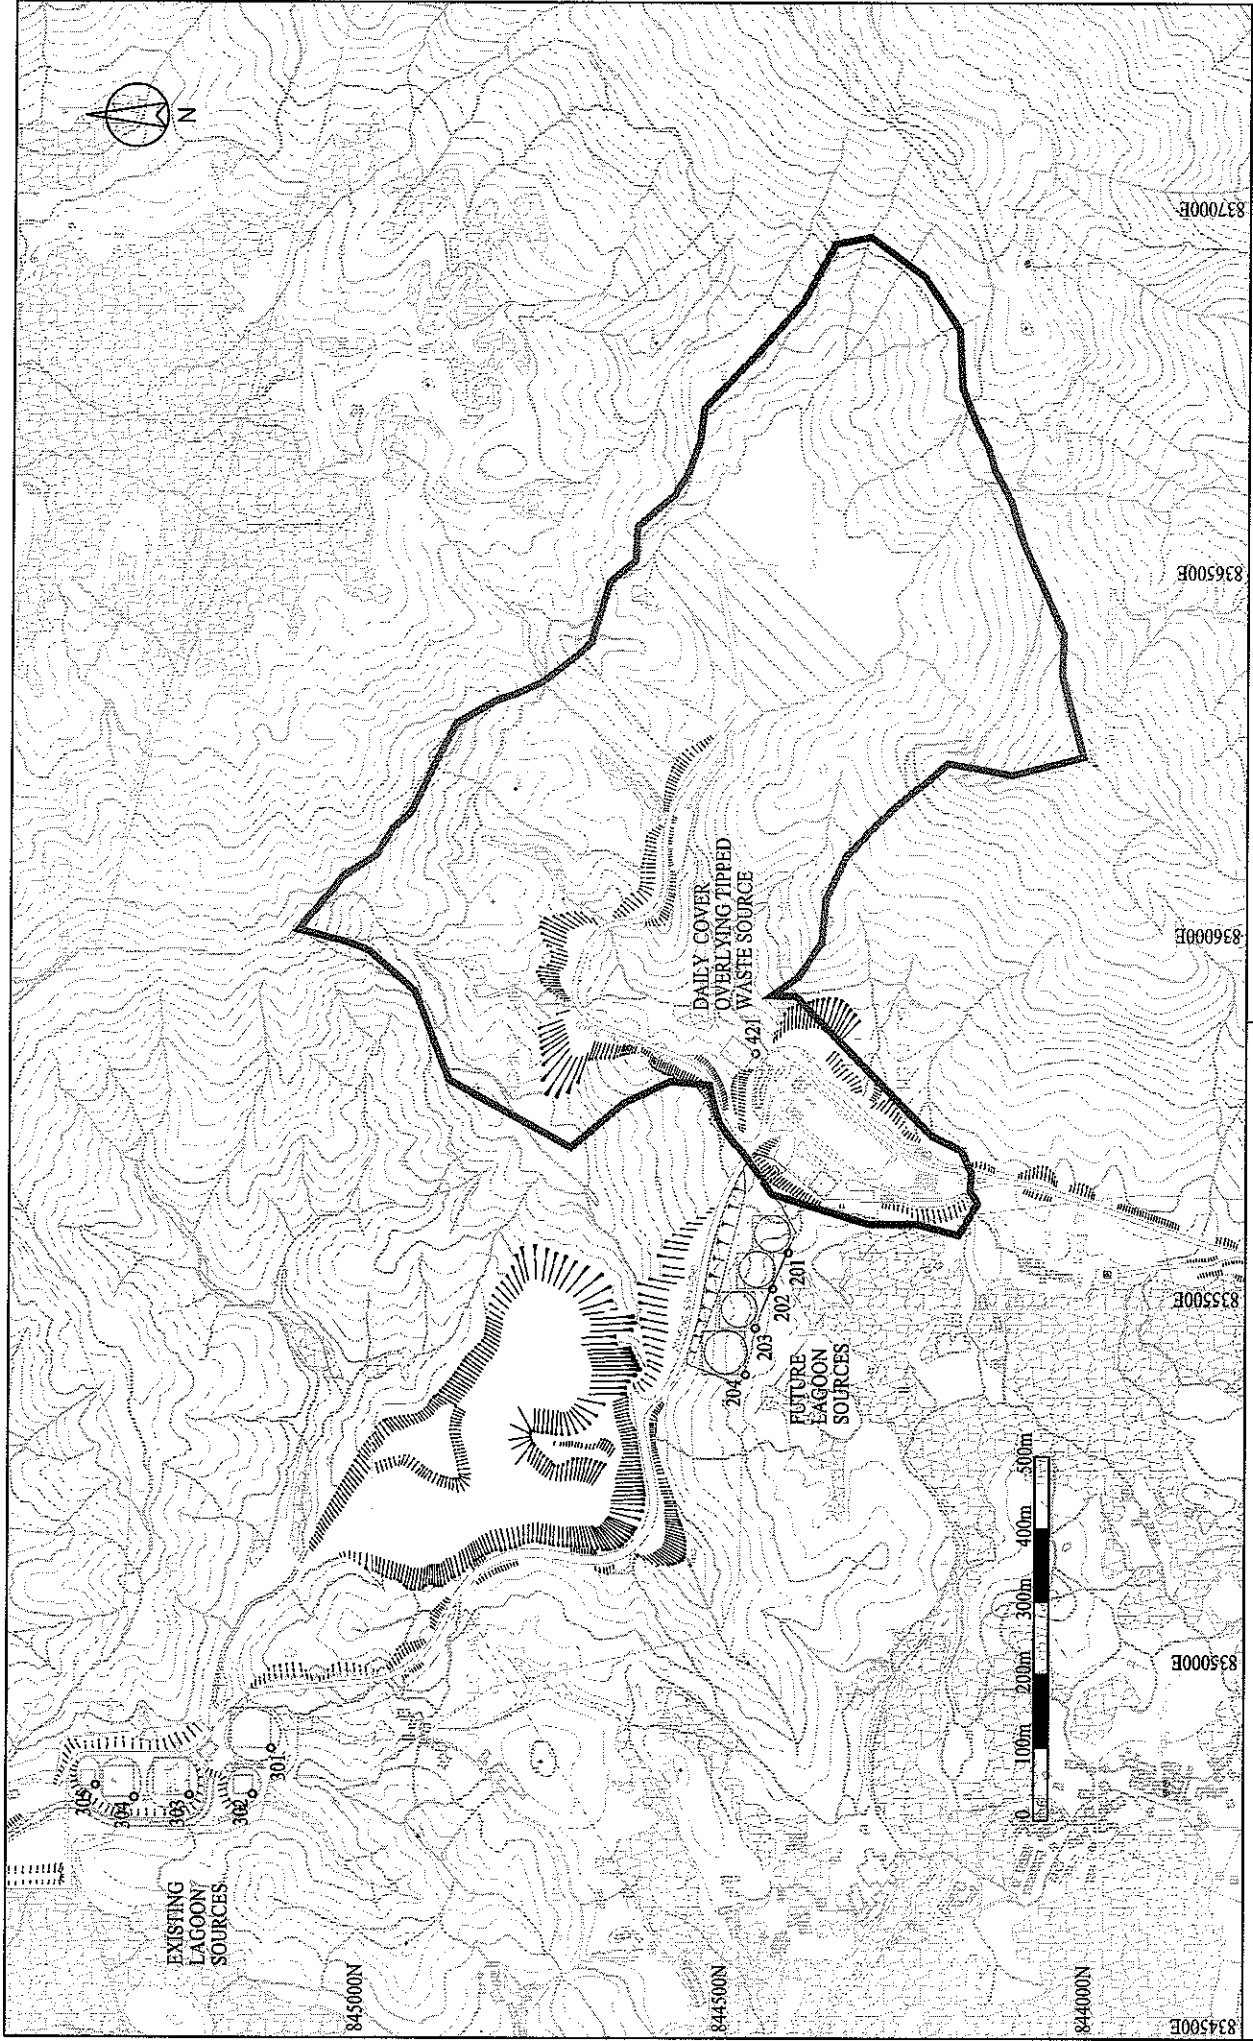 N
EXISTING
LAGOON
SOURCES
305
304
303
302
301
DAILY COVER
OVERLYING TIPPED
WASTE SOURCE
421
201
202
203
204
FUTURE
LAGOON
SOURCES
0
100m
200m
300m
400m
500m
845000N
844500N
844000N
834500E
835000E
835500E
836000E
836500E
837000E